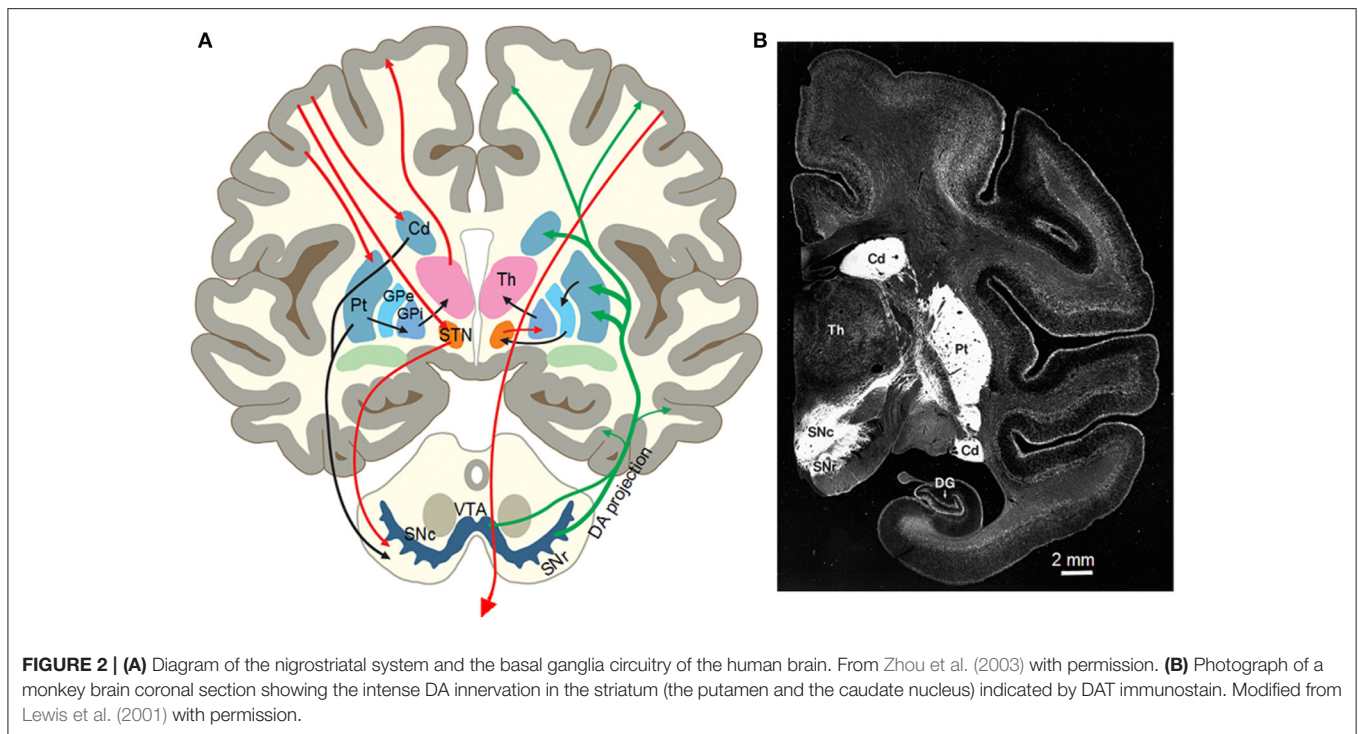 A
Cd
Th
Pt
GPe
GPi
STN
VTA
SNc
SNr
DA projection
B
Cd
Th
Pt
SNc
SNr
Cd
DG
2 mm
FIGURE 2 | (A) Diagram of the nigrostriatal system and the basal ganglia circuitry of the human brain. From Zhou et al. (2003) with permission. (B) Photograph of a
monkey brain coronal section showing the intense DA innervation in the striatum (the putamen and the caudate nucleus) indicated by DAT immunostain. Modified from
Lewis et al. (2001) with permission.